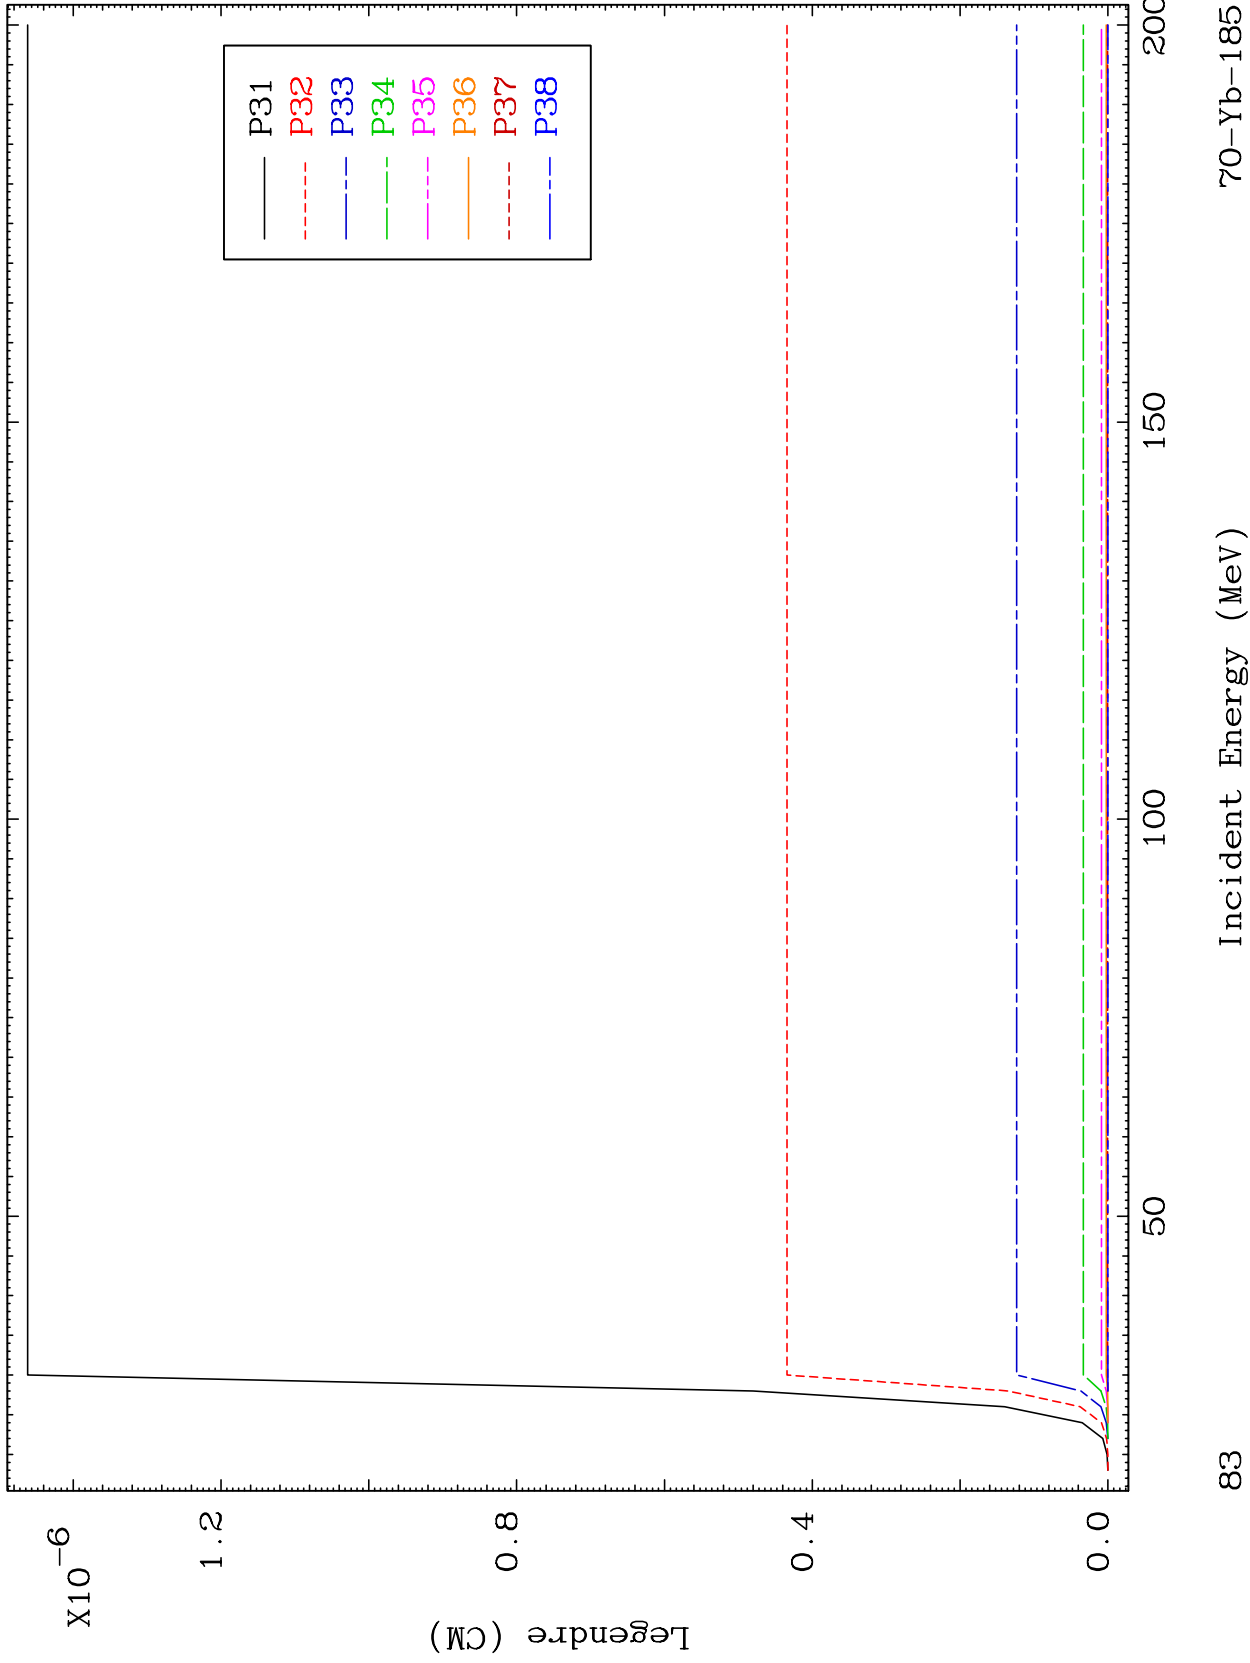 X10-6
1.2
0.8
0.4
0.0
Legendre (CM)
P31
P32
P33
P34
P35
P36
P37
P38
50
100
150
200
Incident Energy (MeV)
83
70-Yb-185